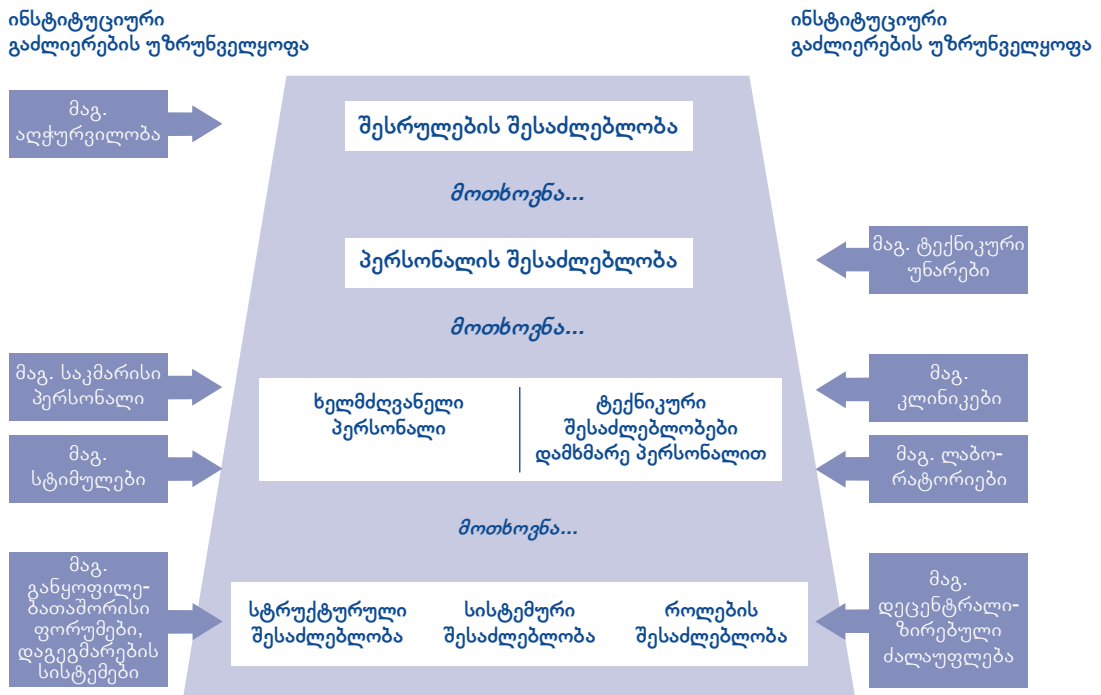 ინსტიტუციური
გაძლიერების უზრუნველყოფა
ინსტიტუციური
გაძლიერების უზრუნველყოფა
მაგ.
აღჭურვილობა
შესრულების შესაძლებლობა
მოთხოვნა...
პერსონალის შესაძლებლობა
მაგ. ტექნიკური
უნარები
მოთხოვნა...
მაგ. საკმარისი
პერსონალი
ხელმძღვანელი
პერსონალი
ტექნიკური
შესაძლებლობები
დამხმარე პერსონალით
მაგ.
კლინიკები
მაგ.
სტიმულები
მაგ. ლაბო-
რატორიები
მოთხოვნა...
მაგ.
განყოფილე-
ბათაშორისი
ფორუმები,
დაგეგმარების
სისტემები
სტრუქტურული
შესაძლებლობა
სისტემური
შესაძლებლობა
როლების
შესაძლებლობა
მაგ.
დეცენტრალი-
ზირებული
ძალაუფლება